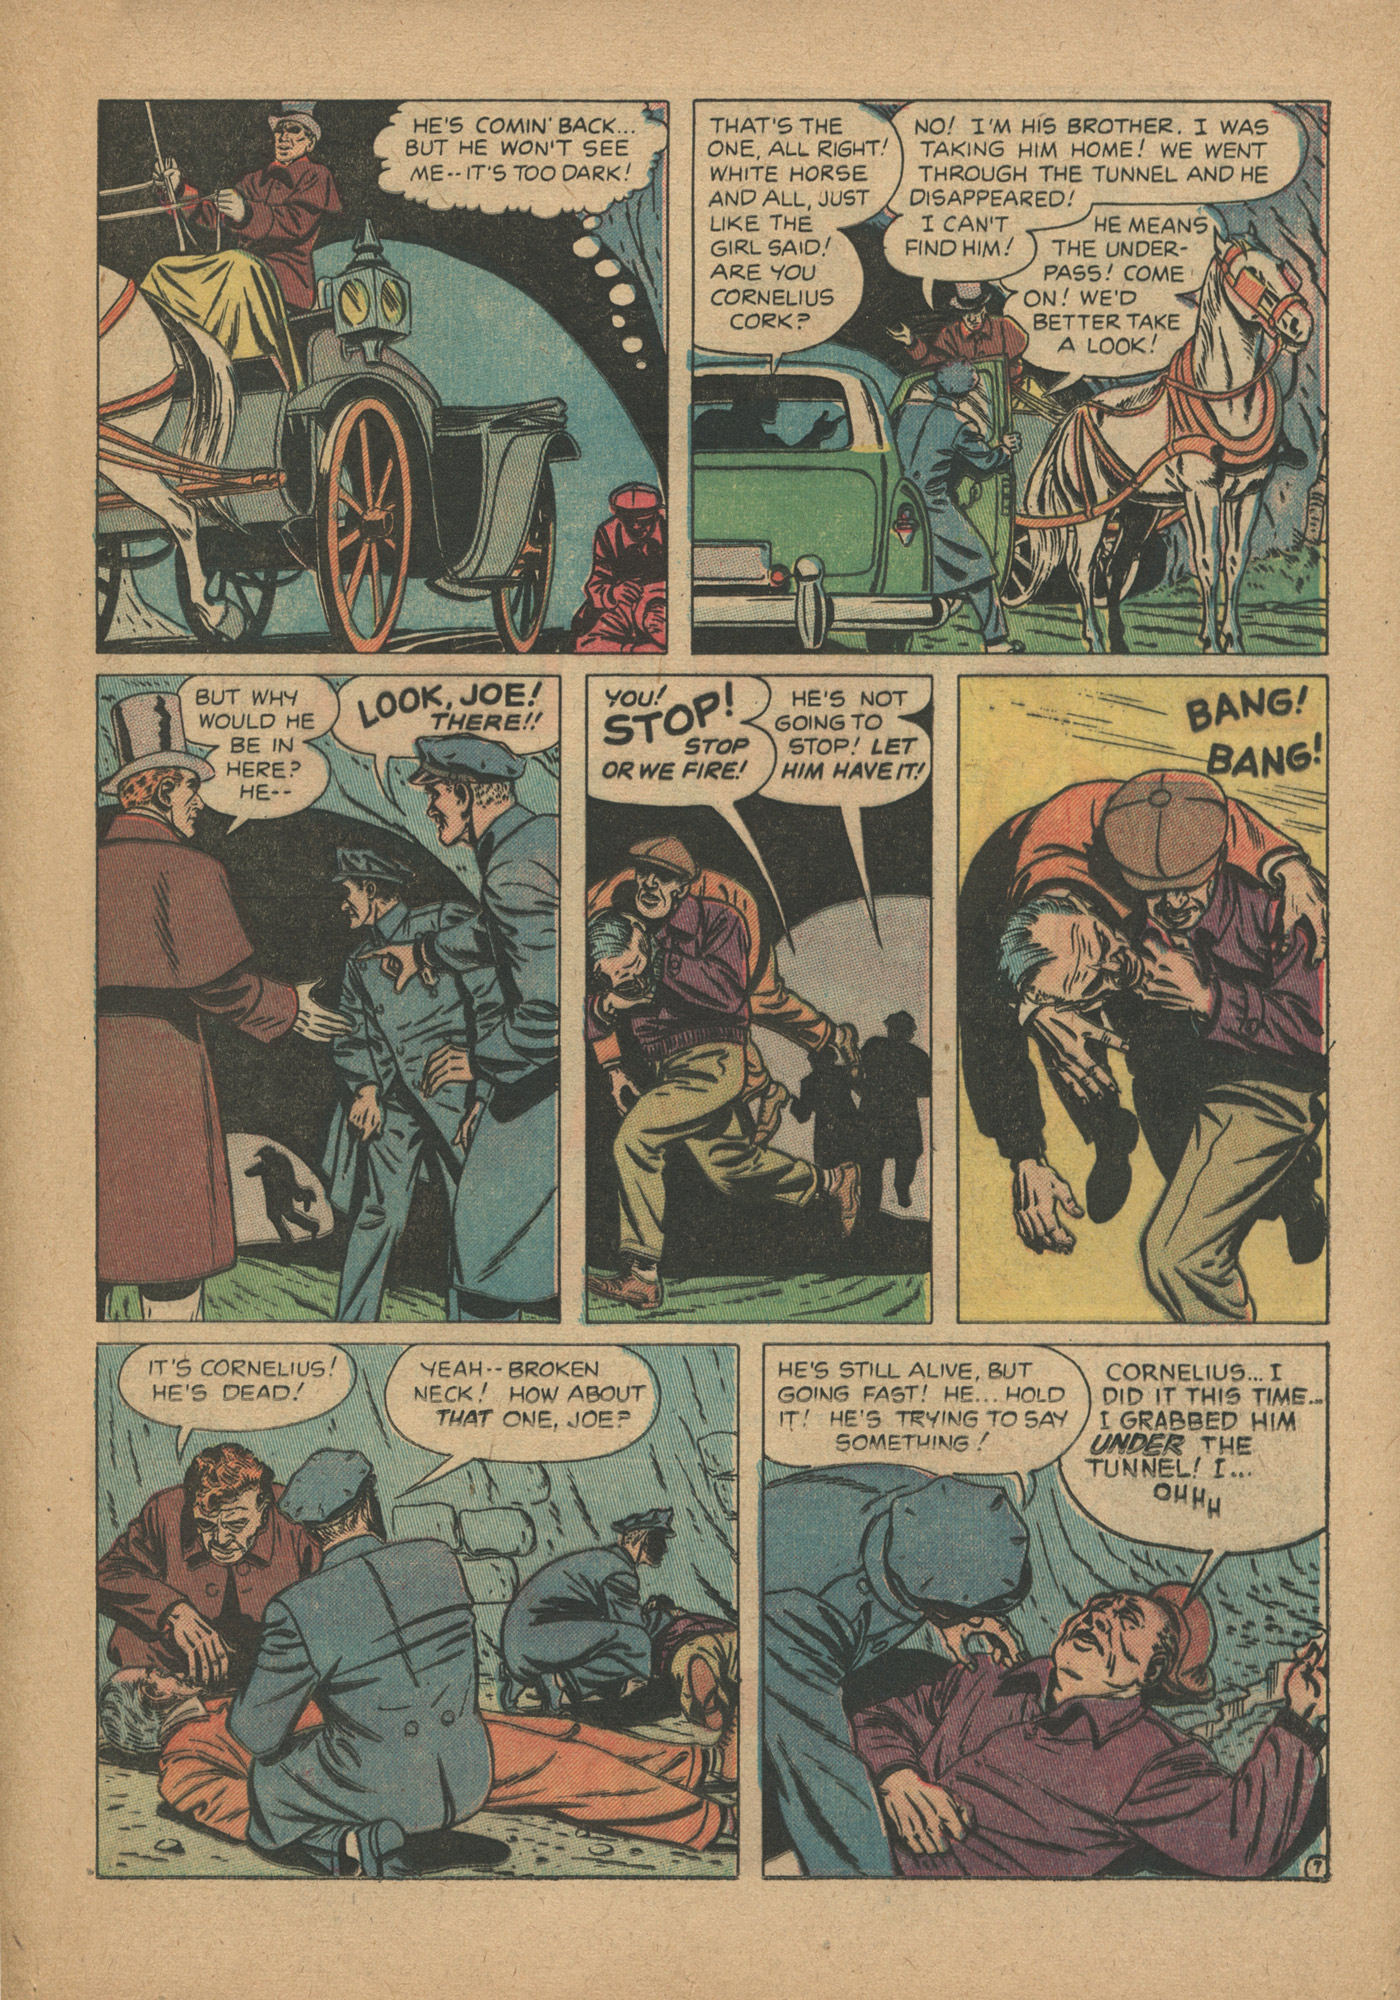 HE'S COMIN' BACK...
BUT HE WON'T SEE
ME--IT'S TOO DARK!
THAT'S THE
ONE, ALL RIGHT!
WHITE HORSE
AND ALL, JUST
LIKE THE
GIRL SAID!
ARE YOU
CORNELIUS
CORK?
NO! I'M HIS BROTHER. I WAS
TAKING HIM HOME! WE WENT
THROUGH THE TUNNEL AND HE
DISAPPEARED!
I CAN'T
FIND HIM!
HE MEANS
THE UNDER-
PASS! COME
ON! WE'D
BETTER TAKE
A LOOK!
BUT WHY
WOULD HE
BE IN
HERE?
HE--
LOOK, JOE!
THERE!!
YOU!
STOP!
STOP
OR WE FIRE!
HE'S NOT
GOING TO
STOP! LET
HIM HAVE IT!
BANG!
BANG!
IT'S CORNELIUS!
HE'S DEAD!
YEAH--BROKEN
NECK! HOW ABOUT
THAT ONE, JOE?
HE'S STILL ALIVE, BUT
GOING FAST! HE... HOLD
IT! HE'S TRYING TO SAY
SOMETHING!
CORNELIUS... I
DID IT THIS TIME...
I GRABBED HIM
UNDER THE
TUNNEL! I...
OHHH
7